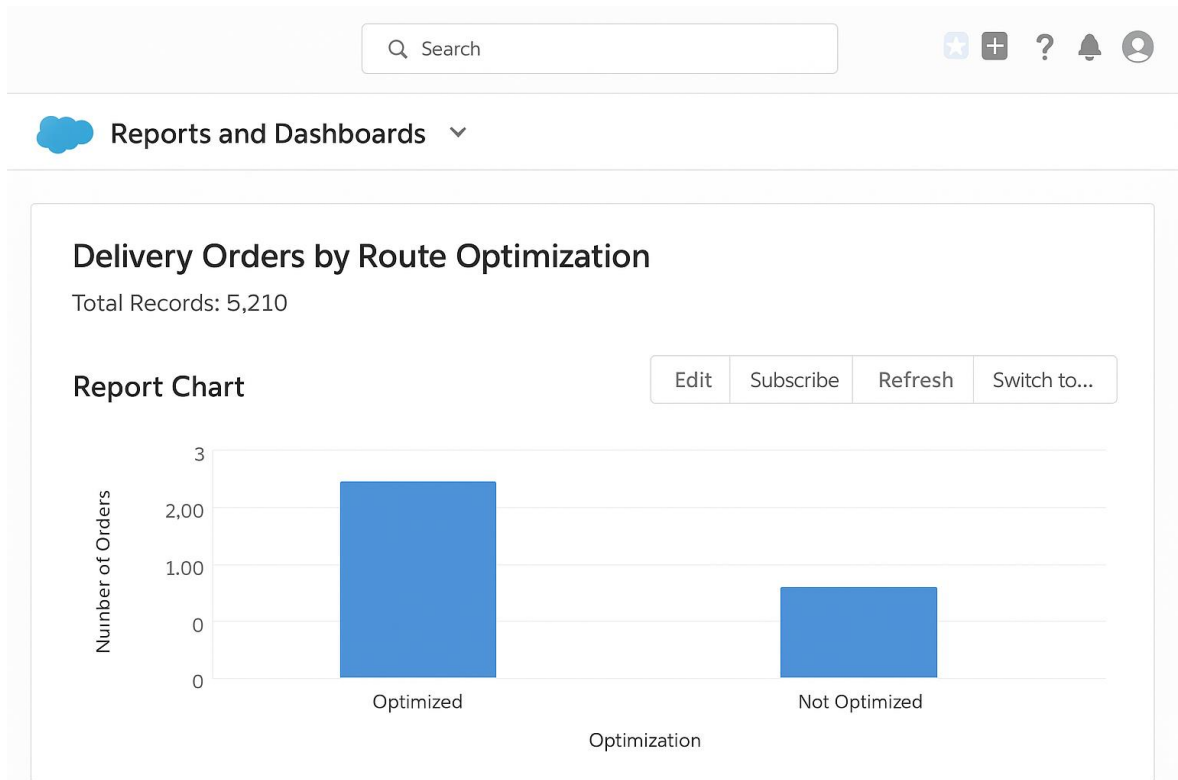 Search
Reports and Dashboards
Delivery Orders by Route Optimization
Total Records: 5,210
Report Chart
Edit Subscribe Refresh Switch to...
Number of Orders
3
2,00
1.00
0
0
Optimized Not Optimized
Optimization